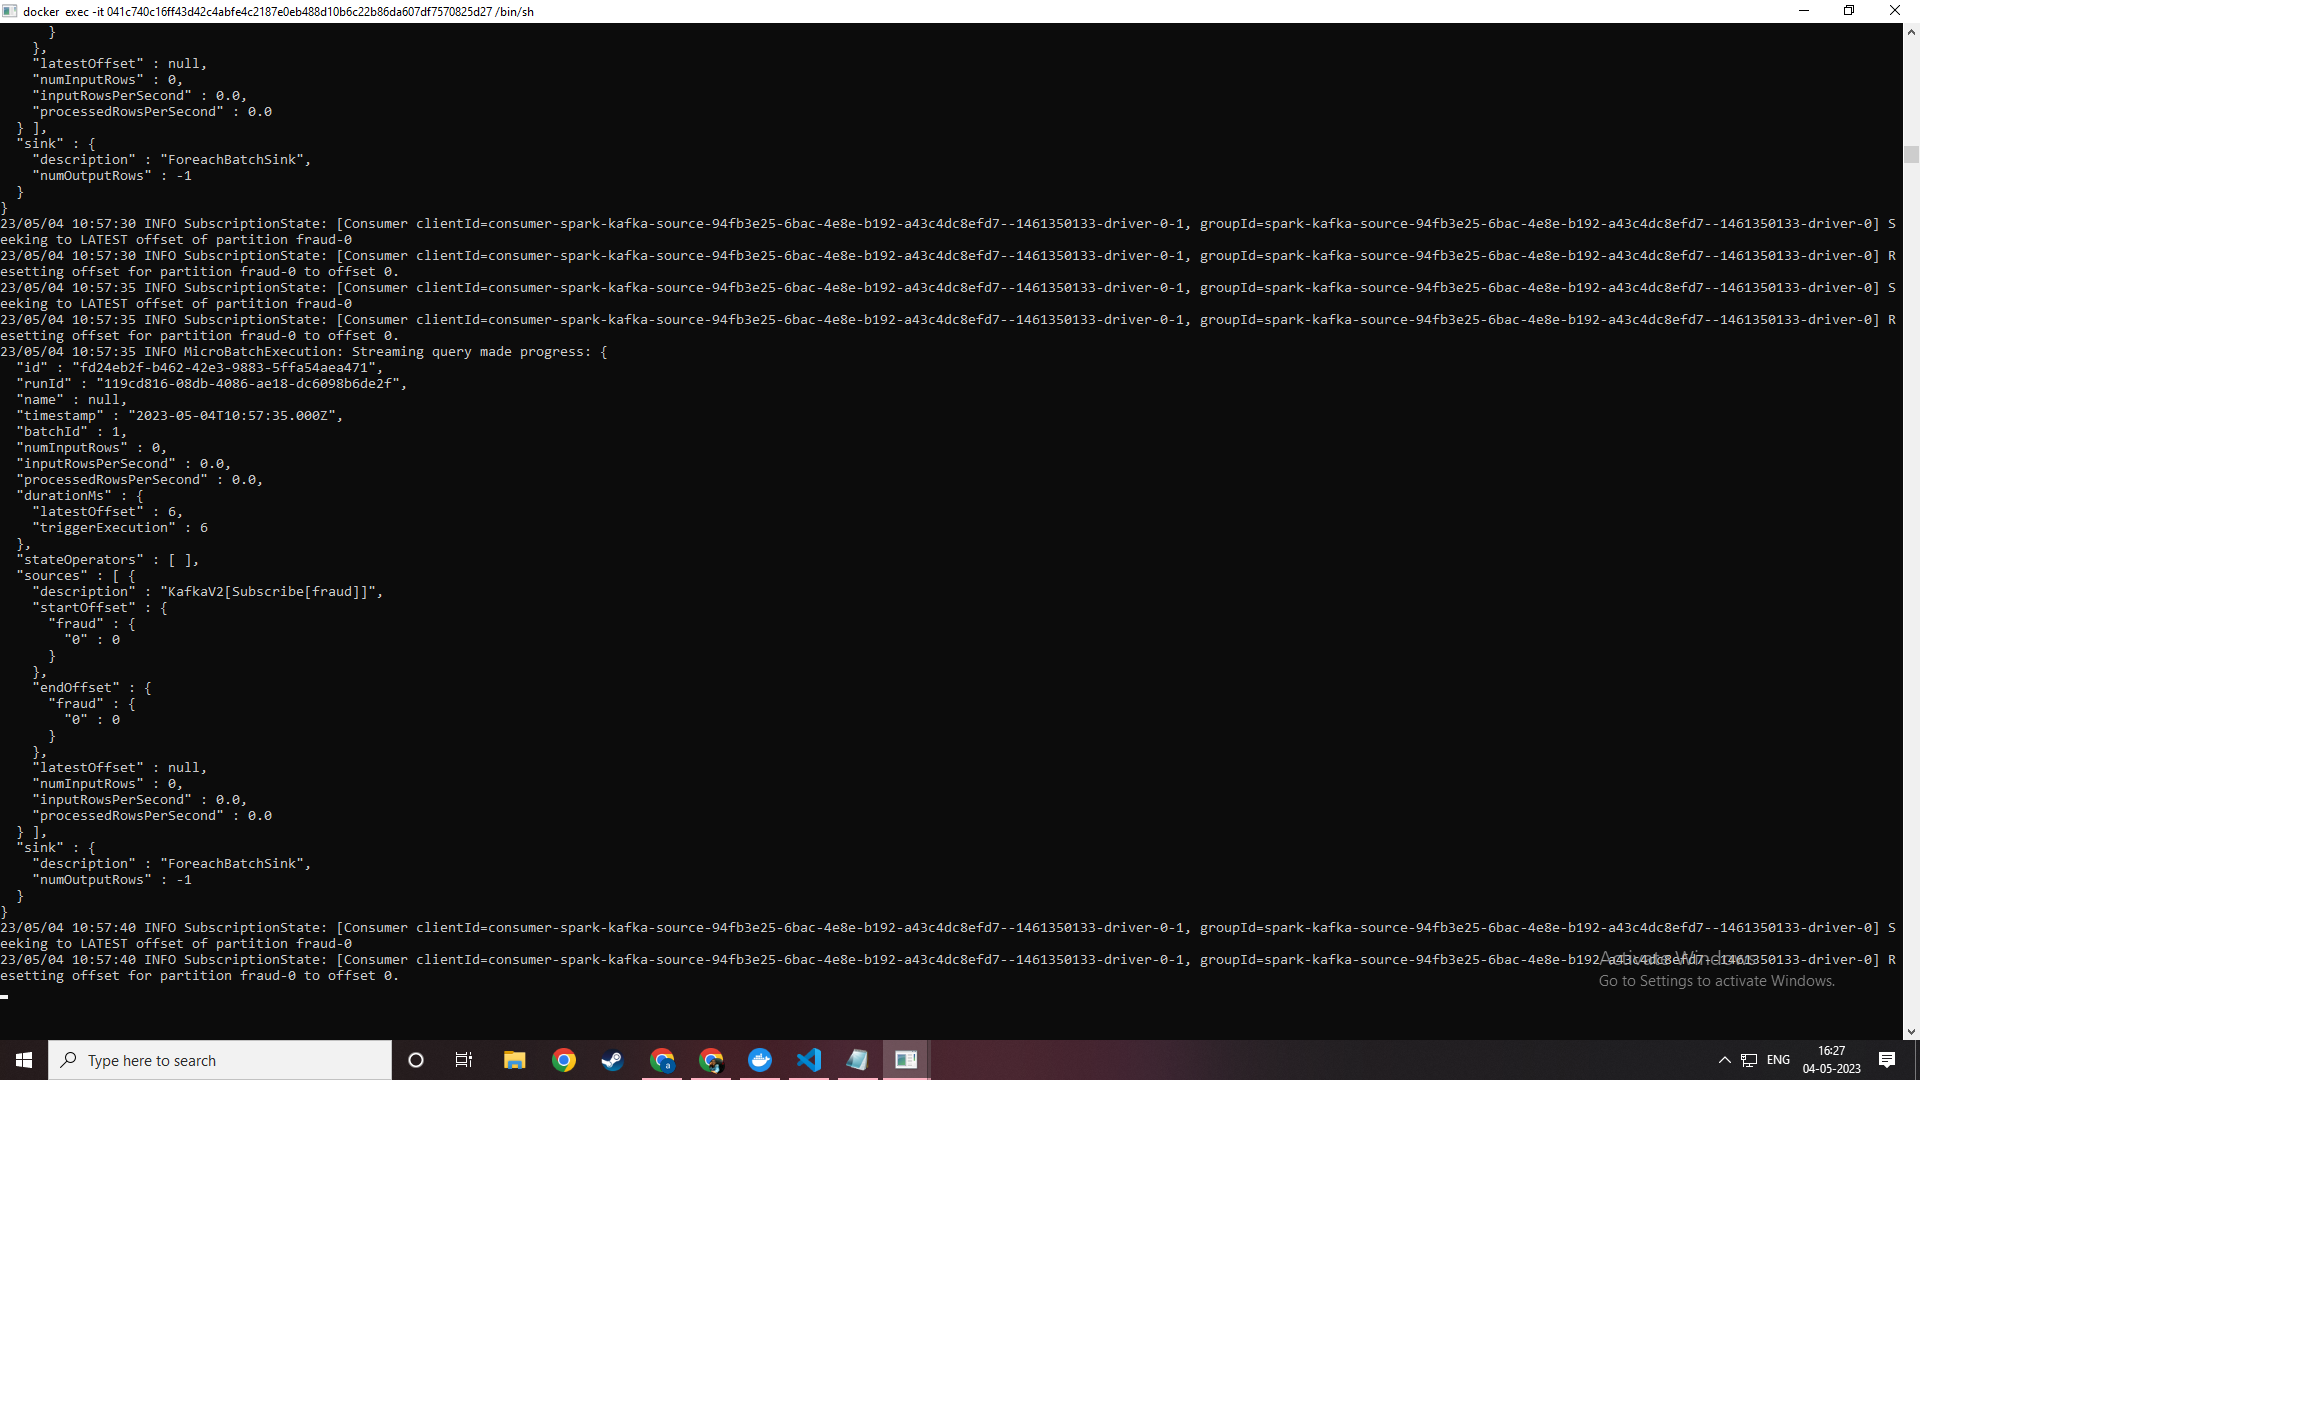 docker exec -it 041c740c16ff43d42c4abfe4c2187e0eb488d10b6c22b86da607df7570825d27 /bin/sh
}
},
"latestOffset" : null,
"numInputRows" : 0,
"inputRowsPerSecond" : 0.0,
"processedRowsPerSecond" : 0.0
} ],
"sink" : {
"description" : "ForeachBatchSink",
"numOutputRows" : -1
}
}
23/05/04 10:57:30 INFO SubscriptionState: [Consumer clientId=consumer-spark-kafka-source-94fb3e25-6bac-4e8e-b192-a43c4dc8efd7--1461350133-driver-0-1, groupId=spark-kafka-source-94fb3e25-6bac-4e8e-b192-a43c4dc8efd7--1461350133-driver-0] S
eeking to LATEST offset of partition fraud-0
23/05/04 10:57:30 INFO SubscriptionState: [Consumer clientId=consumer-spark-kafka-source-94fb3e25-6bac-4e8e-b192-a43c4dc8efd7--1461350133-driver-0-1, groupId=spark-kafka-source-94fb3e25-6bac-4e8e-b192-a43c4dc8efd7--1461350133-driver-0] R
esetting offset for partition fraud-0 to offset 0.
23/05/04 10:57:35 INFO SubscriptionState: [Consumer clientId=consumer-spark-kafka-source-94fb3e25-6bac-4e8e-b192-a43c4dc8efd7--1461350133-driver-0-1, groupId=spark-kafka-source-94fb3e25-6bac-4e8e-b192-a43c4dc8efd7--1461350133-driver-0] S
eeking to LATEST offset of partition fraud-0
23/05/04 10:57:35 INFO SubscriptionState: [Consumer clientId=consumer-spark-kafka-source-94fb3e25-6bac-4e8e-b192-a43c4dc8efd7--1461350133-driver-0-1, groupId=spark-kafka-source-94fb3e25-6bac-4e8e-b192-a43c4dc8efd7--1461350133-driver-0] R
esetting offset for partition fraud-0 to offset 0.
23/05/04 10:57:35 INFO MicroBatchExecution: Streaming query made progress: {
"id" : "fd24eb2f-b462-42e3-9883-5ffa54aea471",
"runId" : "119cd816-08db-4086-ae18-dc6098b6de2f",
"name" : null,
"timestamp" : "2023-05-04T10:57:35.000Z",
"batchId" : 1,
"numInputRows" : 0,
"inputRowsPerSecond" : 0.0,
"processedRowsPerSecond" : 0.0,
"durationMs" : {
"latestOffset" : 6,
"triggerExecution" : 6
},
"stateOperators" : [ ],
"sources" : [ {
"description" : "KafkaV2[Subscribe[fraud]]",
"startOffset" : {
"fraud" : {
"0" : 0
}
},
"endOffset" : {
"fraud" : {
"0" : 0
}
},
"latestOffset" : null,
"numInputRows" : 0,
"inputRowsPerSecond" : 0.0,
"processedRowsPerSecond" : 0.0
} ],
"sink" : {
"description" : "ForeachBatchSink",
"numOutputRows" : -1
}
}
23/05/04 10:57:40 INFO SubscriptionState: [Consumer clientId=consumer-spark-kafka-source-94fb3e25-6bac-4e8e-b192-a43c4dc8efd7--1461350133-driver-0-1, groupId=spark-kafka-source-94fb3e25-6bac-4e8e-b192-a43c4dc8efd7--1461350133-driver-0] S
eeking to LATEST offset of partition fraud-0
23/05/04 10:57:40 INFO SubscriptionState: [Consumer clientId=consumer-spark-kafka-source-94fb3e25-6bac-4e8e-b192-a43c4dc8efd7--1461350133-driver-0-1, groupId=spark-kafka-source-94fb3e25-6bac-4e8e-b192-a43c4dc8efd7--1461350133-driver-0] R
esetting offset for partition fraud-0 to offset 0.
Activate Windows
Go to Settings to activate Windows.
Type here to search
a
ENG
16:27
04-05-2023